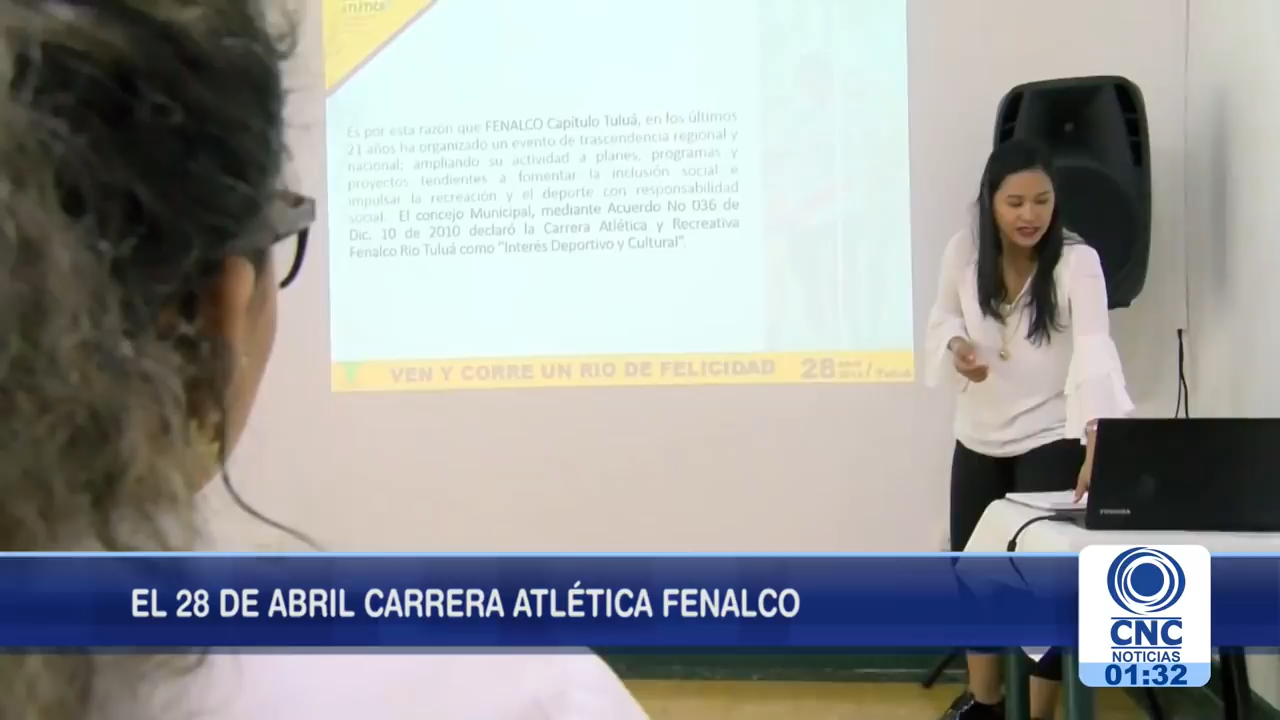 Es por esta razón que FENALCO Capítulo Tuluá, en los últimos
21 años ha organizado un evento de trascendencia regional y
nacional; ampliando su actividad a planes, programas y
proyectos tendientes a fomentar la inclusión social e
impulsar la recreación y el deporte con responsabilidad
social. El concejo Municipal, mediante Acuerdo No 036 de
Dic. 10 de 2010 declaró la Carrera Atlética y Recreativa
Fenalco Rio Tuluá como "Interés Deportivo y Cultural".
VEN Y CORRE UN RIO DE FELICIDAD 28
TOSHIBA
EL 28 DE ABRIL CARRERA ATLÉTICA FENALCO
CNC
NOTICIAS
01:32